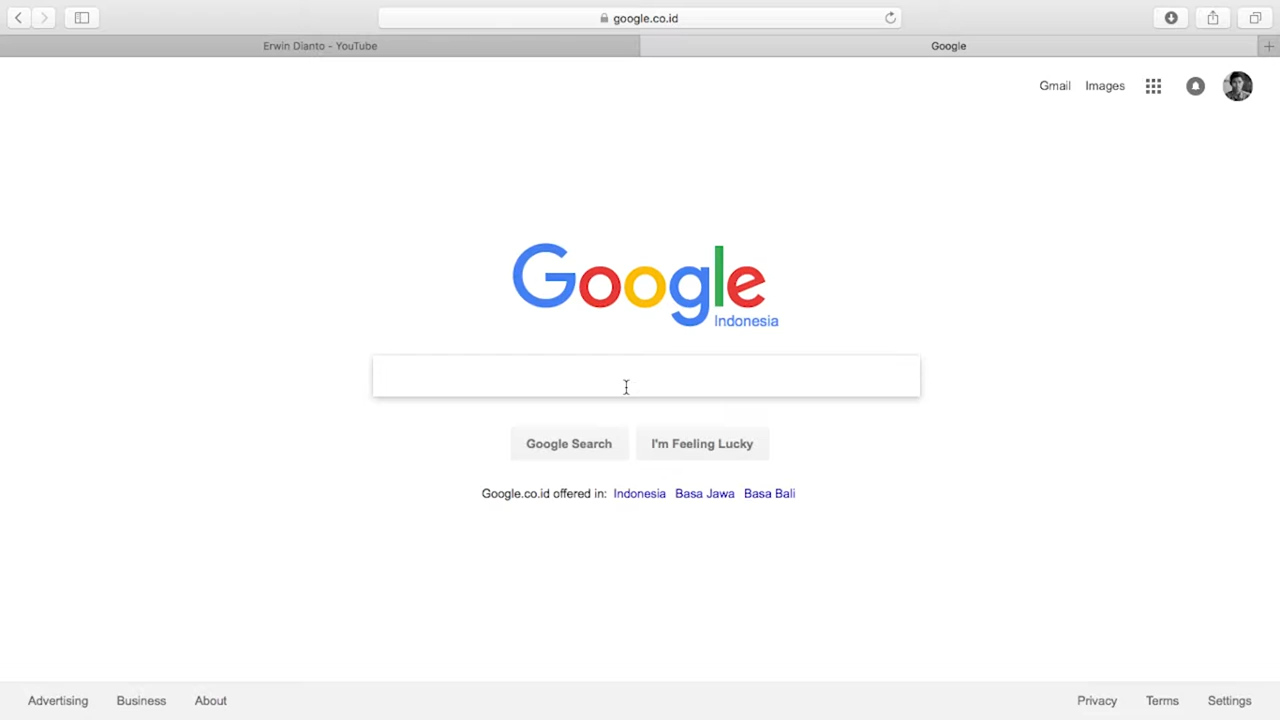 google.co.id
Erwin Dianto - YouTube
Google
Gmail Images
Google
Indonesia
Google Search I'm Feeling Lucky
Google.co.id offered in: Indonesia Basa Jawa Basa Bali
Advertising Business About Privacy Terms Settings